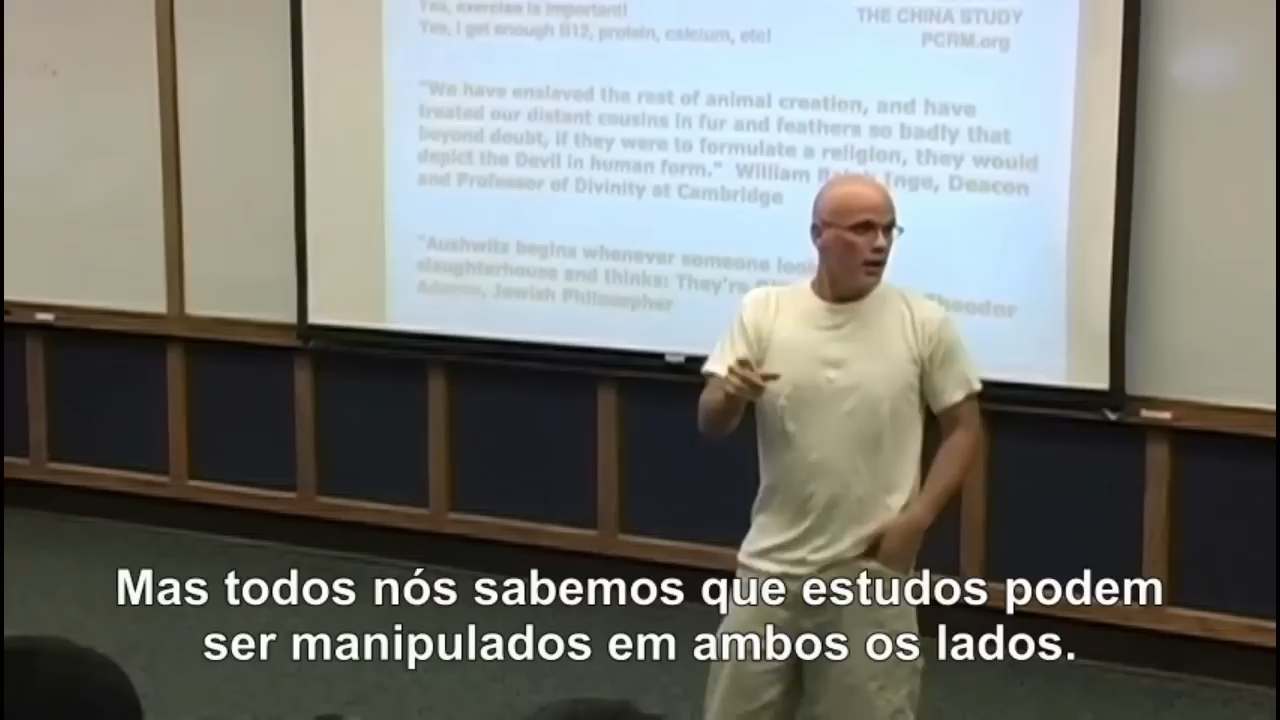 Yes, exercise is important!
Yes, I get enough B12, protein, calcium, etc!
THE CHINA STUDY
PCRM.org
"We have enslaved the rest of animal creation, and have
treated our distant cousins in fur and feathers so badly that
beyond doubt, if they were to formulate a religion, they would
depict the Devil in human form." William Inge, Deacon
and Professor of Divinity at Cambridge
"Aushwitz begins whenever someone
slaughterhouse and thinks: They're Theodor
Adorno, Jewish Philosopher
Mas todos nós sabemos que estudos podem
ser manipulados em ambos os lados.